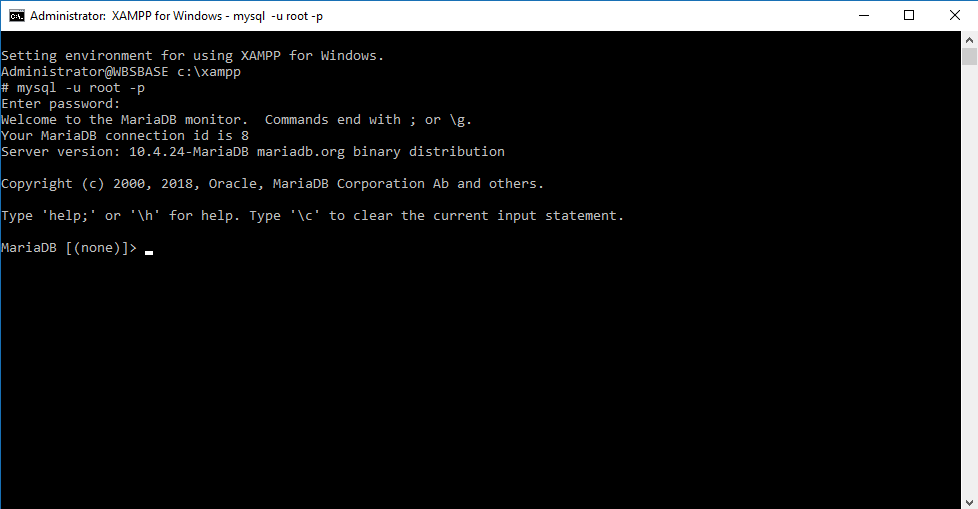 Administrator:  XAMPP for Windows - mysql  -u root -p
Setting environment for using XAMPP for Windows.
Administrator@WBSBASE c:\xampp
# mysql -u root -p
Enter password:
Welcome to the MariaDB monitor.  Commands end with ; or \g.
Your MariaDB connection id is 8
Server version: 10.4.24-MariaDB mariadb.org binary distribution
Copyright (c) 2000, 2018, Oracle, MariaDB Corporation Ab and others.
Type 'help;' or '\h' for help. Type '\c' to clear the current input statement.
MariaDB [(none)]>